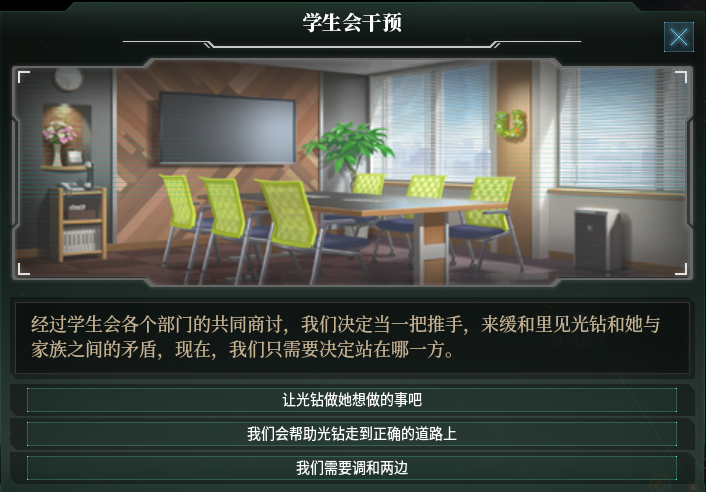 学生会干预
经过学生会各个部门的共同商讨，我们决定当一把推手，来缓和里见光钻和她与
家族之间的矛盾，现在，我们只需要决定站在哪一方。
让光钻做她想做的事吧
我们会帮助光钻走到正确的道路上
我们需要调和两边